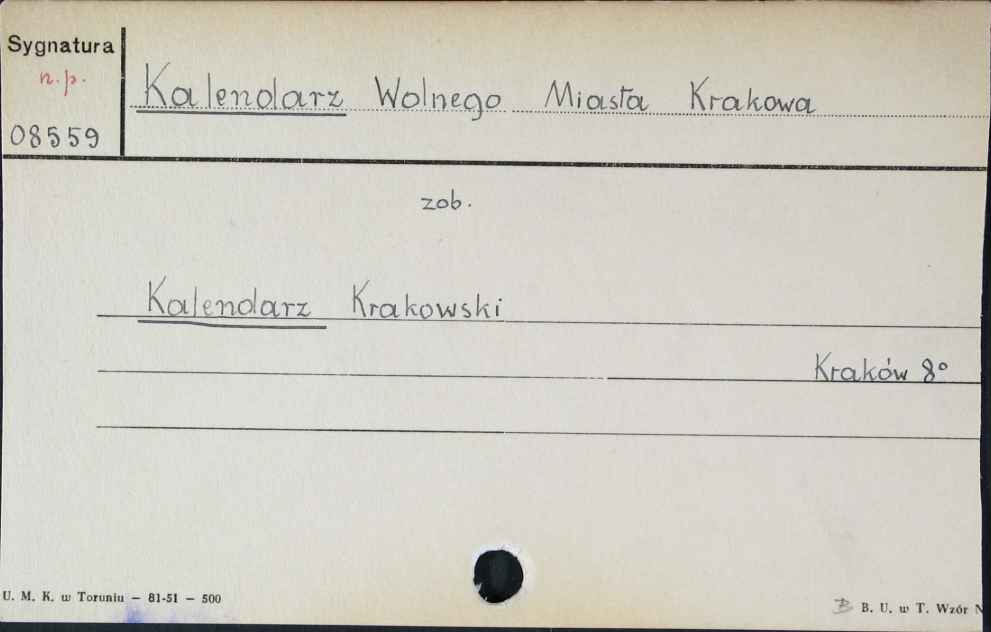 Sygnatura
n.p.
Kalendarz Wolnego Miasta Krakowa
08559
zob.
Kalendarz Krakowski
Kraków 8°
U. M. K. w Toruniu — 81-51 — 500
B B. U. w T. Wzór N